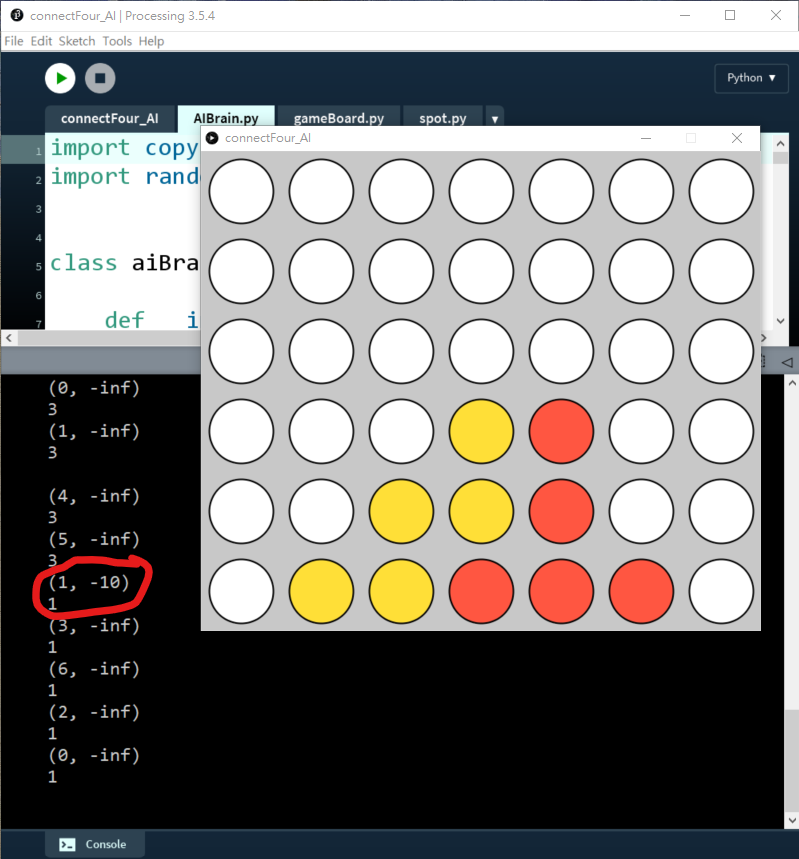 connectFour_AI | Processing 3.5.4
File Edit Sketch Tools Help
Python ▼
connectFour_AI AIBrain.py gameBoard.py spot.py ▼
connectFour_AI
1 import copy
2 import
3
4
5 class
6
7 def
(0, -inf)
3
(1, -inf)
3
(4, -inf)
3
(5, -inf)
3
(1, -10)
1
(3, -inf)
1
(6, -inf)
1
(2, -inf)
1
(0, -inf)
1
Console